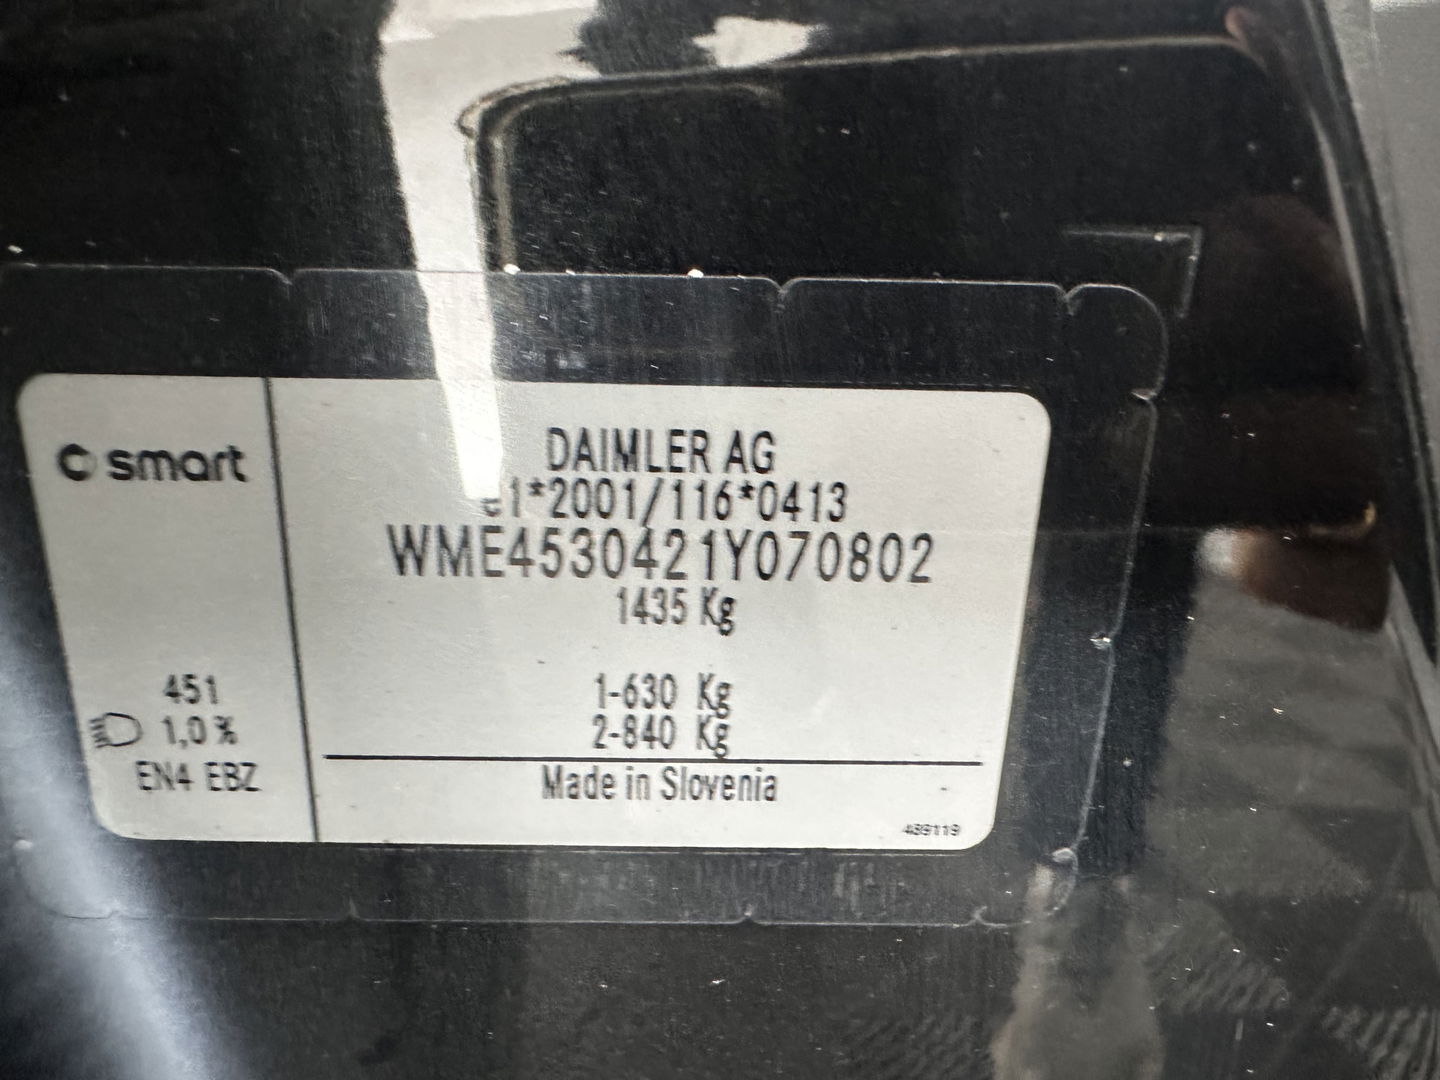 smart
DAIMLER AG
e1*2001/116*0413
WME4530421Y070802
1435 Kg
1-630 Kg
2-840 Kg
451
1,0 %
EN4 EBZ
Made in Slovenia
489119